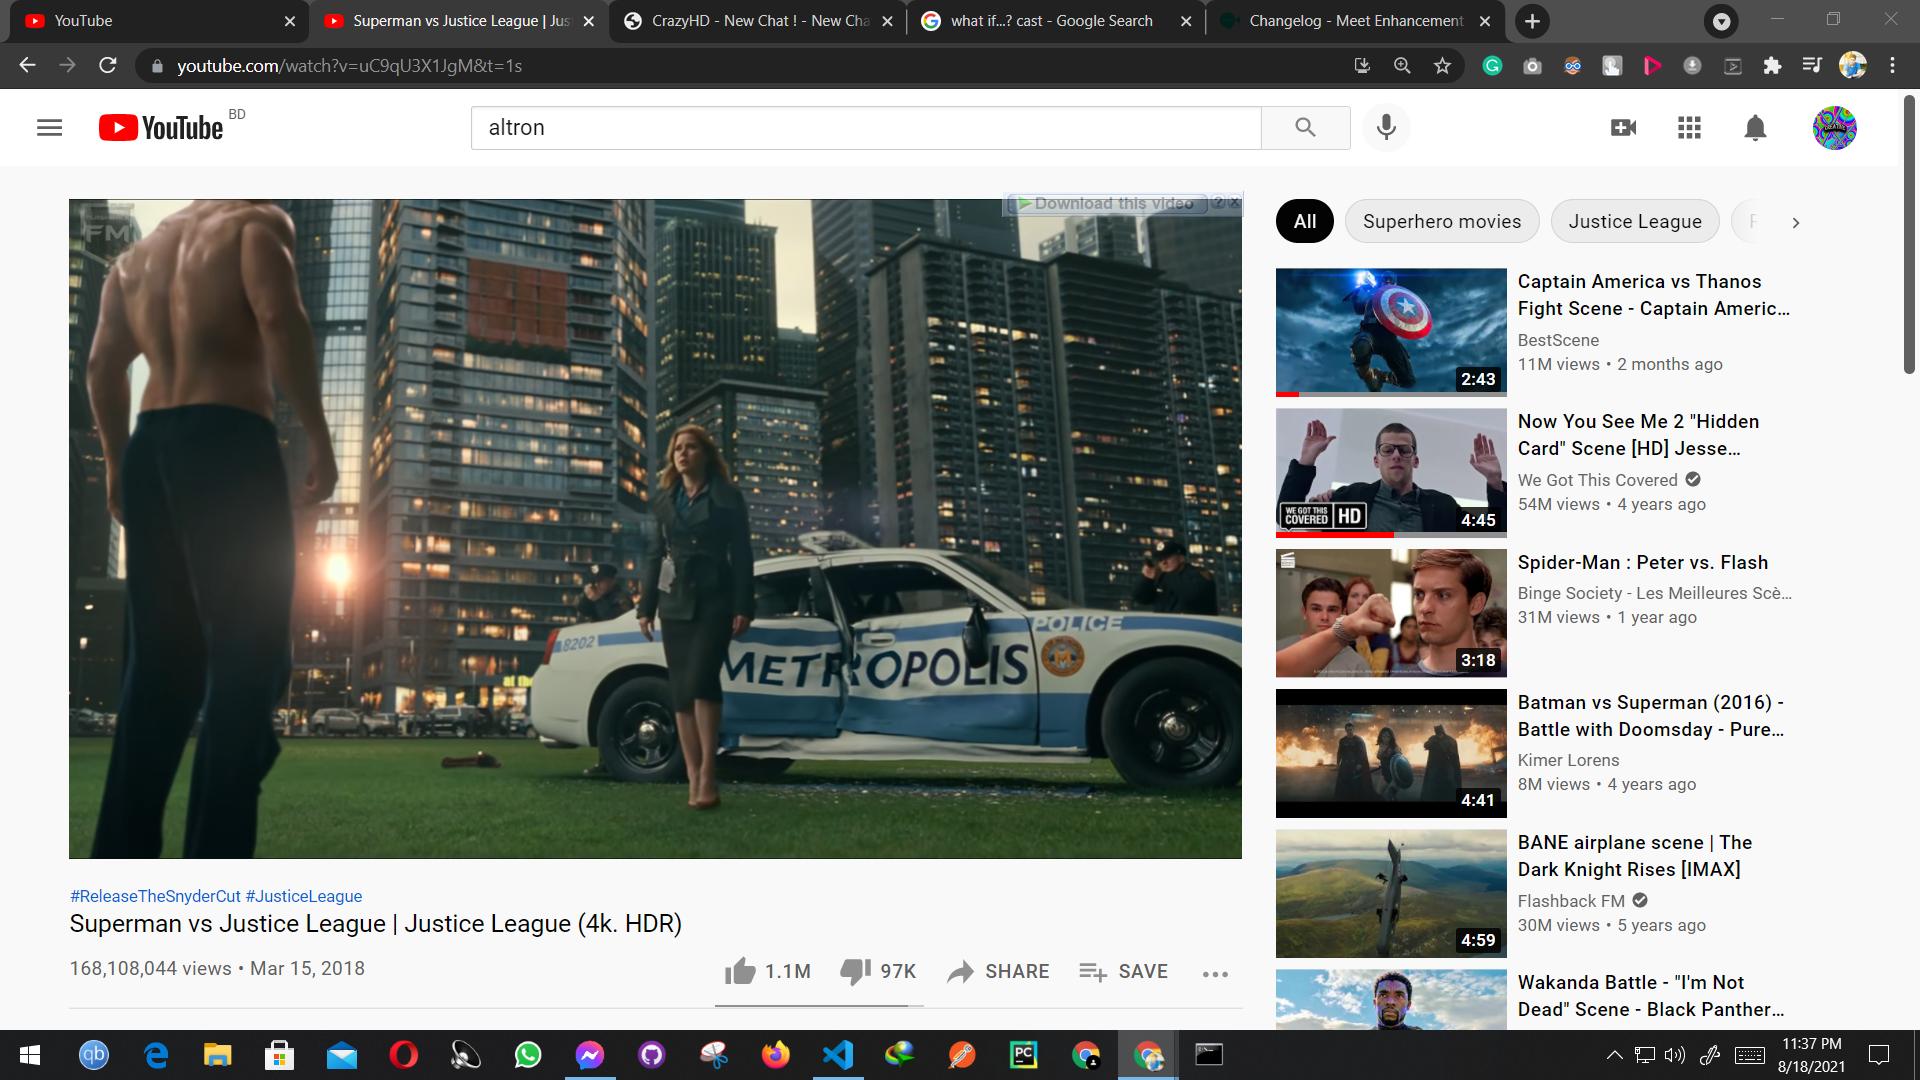 YouTube
Superman vs Justice League | Jus
CrazyHD - New Chat ! - New Cha
what if...? cast - Google Search
Changelog - Meet Enhancement
youtube.com/watch?v=uC9qU3X1JgM&t=1s
YouTube BD
altron
FM
Download this video ?
8202
POLICE
METROPOLIS
at the
#ReleaseTheSnyderCut #JusticeLeague
Superman vs Justice League | Justice League (4k. HDR)
168,108,044 views • Mar 15, 2018
1.1M
97K
SHARE
SAVE
All
Superhero movies
Justice League
Captain America vs Thanos
Fight Scene - Captain Americ...
BestScene
11M views • 2 months ago
2:43
Now You See Me 2 "Hidden
Card" Scene [HD] Jesse...
We Got This Covered
54M views • 4 years ago
WE GOT THIS
COVERED HD
4:45
Spider-Man : Peter vs. Flash
Binge Society - Les Meilleures Scè...
31M views • 1 year ago
3:18
Batman vs Superman (2016) -
Battle with Doomsday - Pure...
Kimer Lorens
8M views • 4 years ago
4:41
BANE airplane scene | The
Dark Knight Rises [IMAX]
Flashback FM
30M views • 5 years ago
4:59
Wakanda Battle - "I'm Not
Dead" Scene - Black Panther...
qb
PC
11:37 PM
8/18/2021